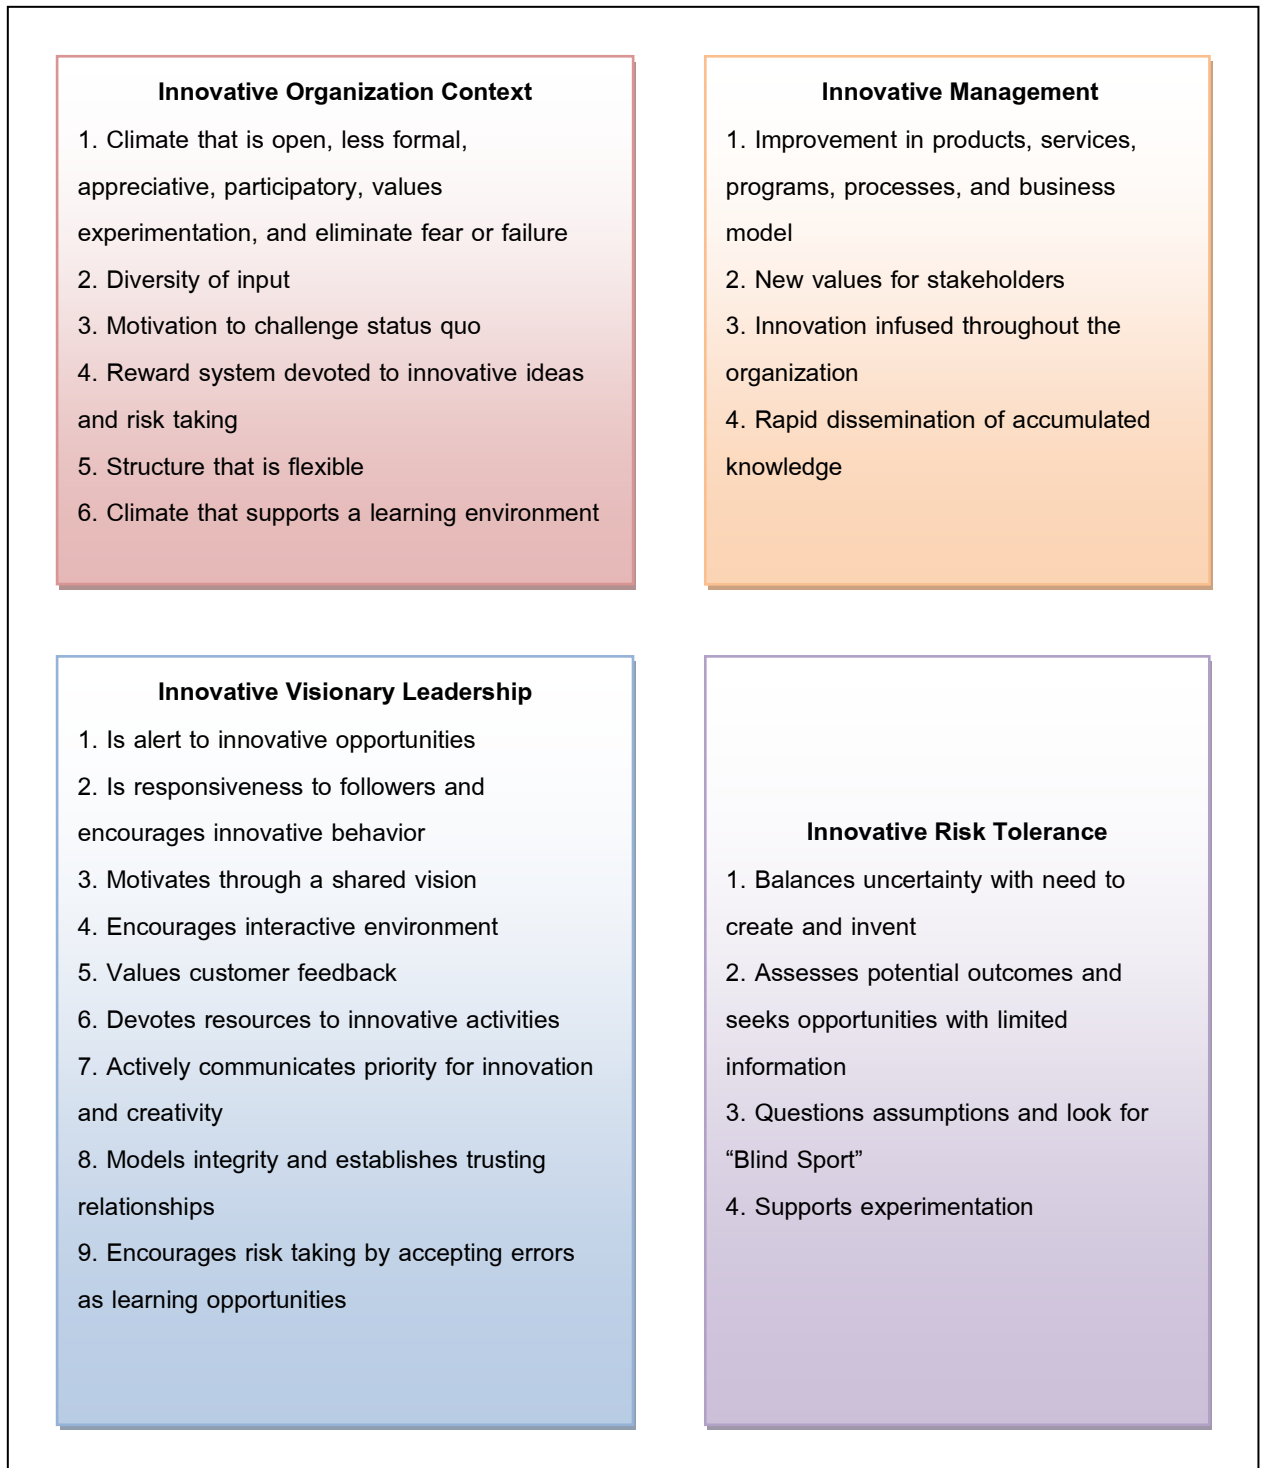 Innovative Organization Context
1. Climate that is open, less formal,
appreciative, participatory, values
experimentation, and eliminate fear or failure
2. Diversity of input
3. Motivation to challenge status quo
4. Reward system devoted to innovative ideas
and risk taking
5. Structure that is flexible
6. Climate that supports a learning environment
Innovative Management
1. Improvement in products, services,
programs, processes, and business
model
2. New values for stakeholders
3. Innovation infused throughout the
organization
4. Rapid dissemination of accumulated
knowledge
Innovative Visionary Leadership
1. Is alert to innovative opportunities
2. Is responsiveness to followers and
encourages innovative behavior
3. Motivates through a shared vision
4. Encourages interactive environment
5. Values customer feedback
6. Devotes resources to innovative activities
7. Actively communicates priority for innovation
and creativity
8. Models integrity and establishes trusting
relationships
9. Encourages risk taking by accepting errors
as learning opportunities
Innovative Risk Tolerance
1. Balances uncertainty with need to
create and invent
2. Assesses potential outcomes and
seeks opportunities with limited
information
3. Questions assumptions and look for
“Blind Sport”
4. Supports experimentation